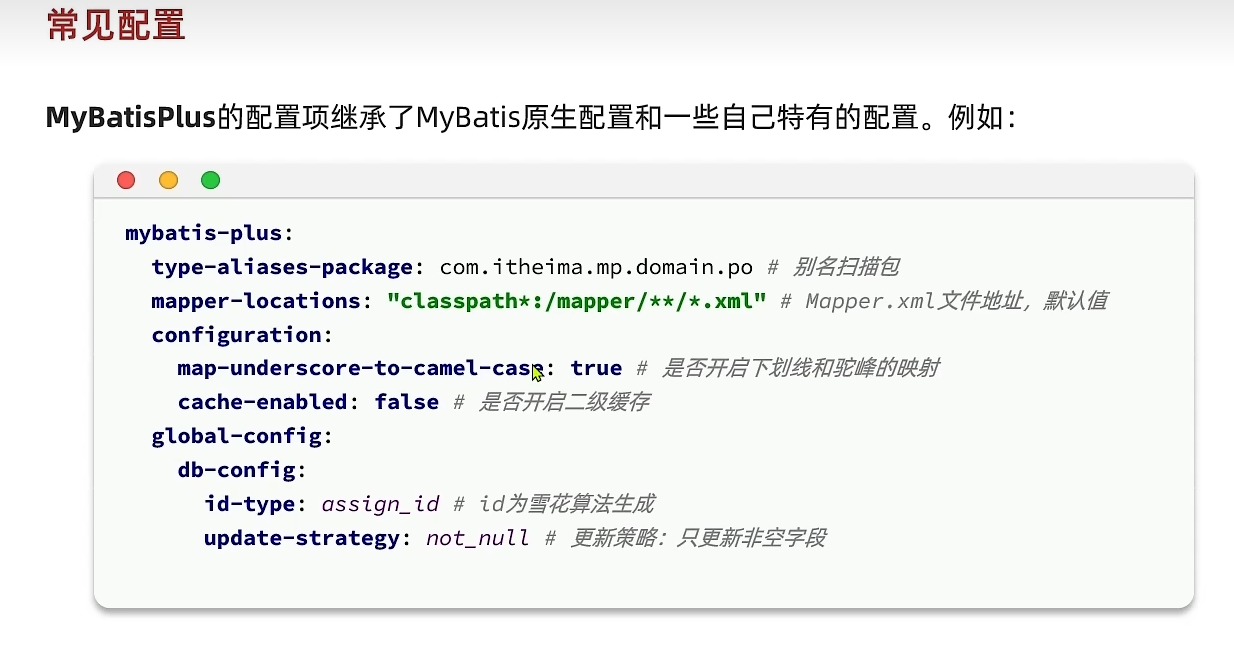 常见配置
MyBatisPlus的配置项继承了MyBatis原生配置和一些自己特有的配置。例如：
mybatis-plus:
  type-aliases-package: com.itheima.mp.domain.po # 别名扫描包
  mapper-locations: "classpath*:/mapper/**/*.xml" # Mapper.xml文件地址，默认值
  configuration:
    map-underscore-to-camel-case: true # 是否开启下划线和驼峰的映射
    cache-enabled: false # 是否开启二级缓存
  global-config:
    db-config:
      id-type: assign_id # id为雪花算法生成
      update-strategy: not_null # 更新策略：只更新非空字段